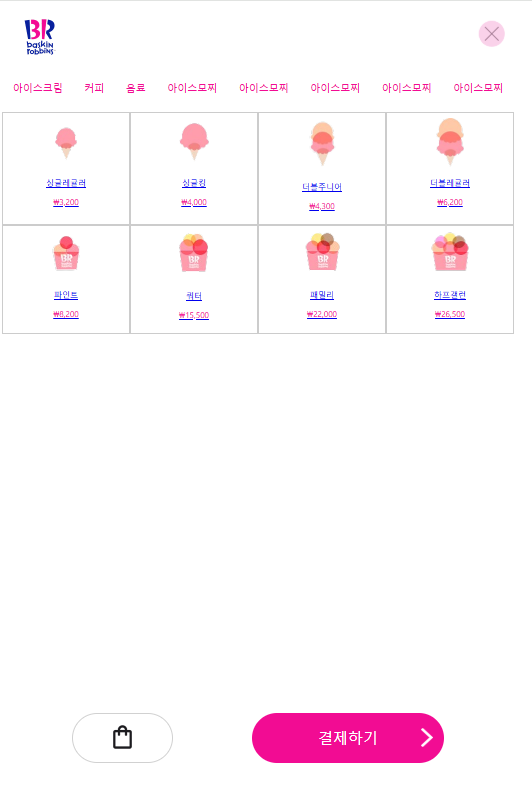 BR
baskin
robbins
아이스크림 커피 음료 아이스모찌 아이스모찌 아이스모찌 아이스모찌 아이스모찌
싱글레귤러 싱글킹 더블주니어 더블레귤러
₩3,200 ₩4,000 ₩4,300 ₩6,200
BR BR BR BR
파인트 쿼터 패밀리 하프갤런
₩8,200 ₩15,500 ₩22,000 ₩26,500
결제하기